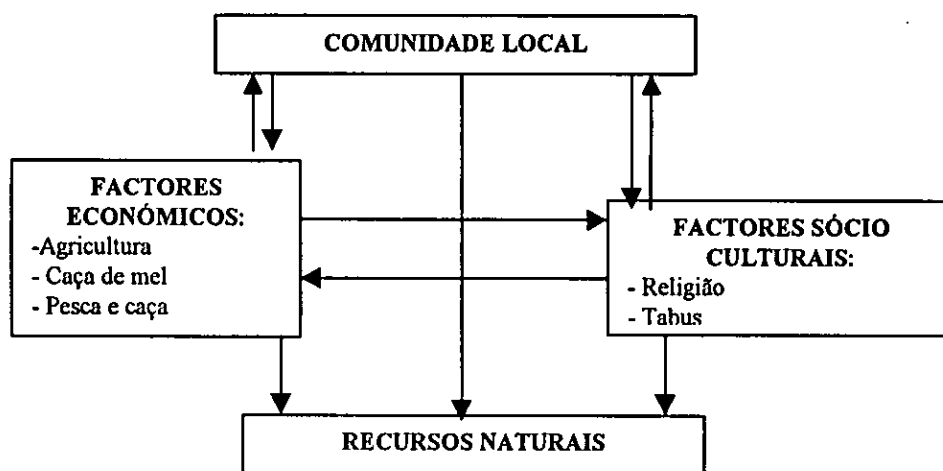 COMUNIDADE LOCAL
FACTORES
ECONÓMICOS:
-Agricultura
- Caça de mel
- Pesca e caça
FACTORES SÓCIO
CULTURAIS:
- Religião
- Tabus
RECURSOS NATURAIS